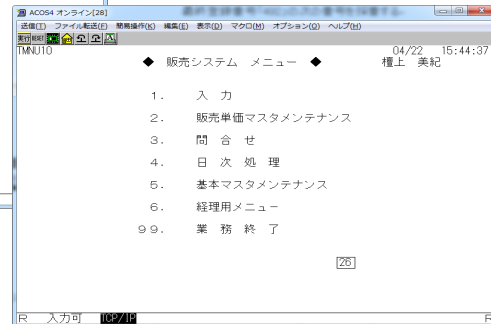 ACOS4 オンライン[28]
送信(T) ファイル転送(F) 簡易操作(K) 編集(E) 表示(D) マクロ(M) オプション(O) ヘルプ(H)
実行 RESET
TMNU10 04/22 15:44:37
◆ 販売システム メニュー ◆ 檀上 美紀
1. 入 力
2. 販売単価マスタメンテナンス
3. 問 合 せ
4. 日 次 処 理
5. 基本マスタメンテナンス
6. 経理用メニュー
99. 業 務 終 了
26
R 入力可 TCP/IP R